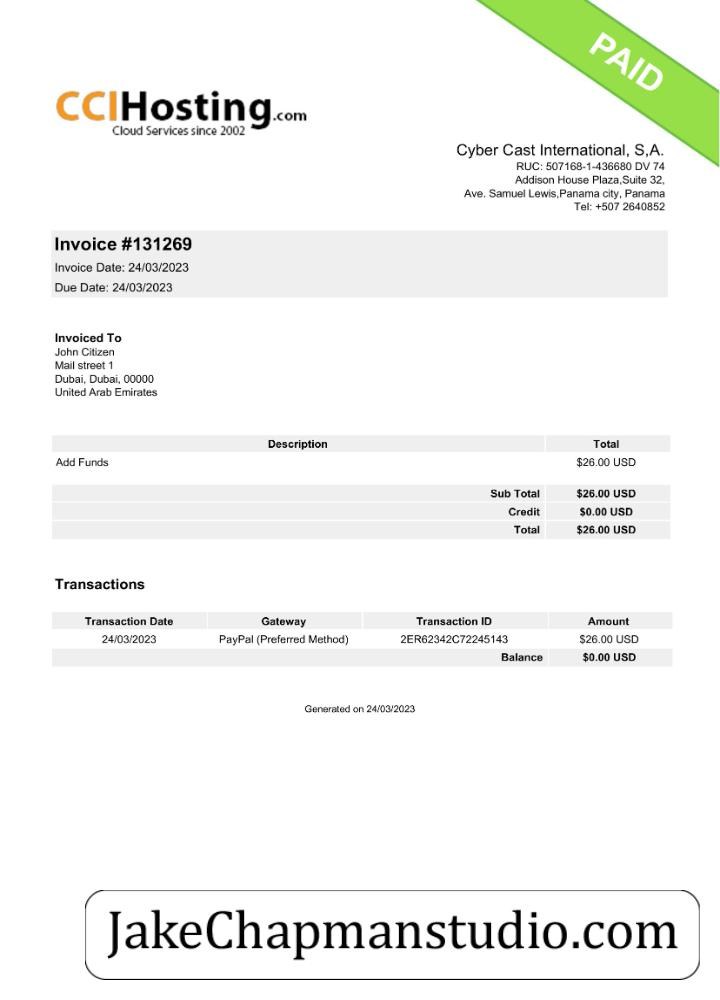 PAID
CCIHosting.com
Cloud Services since 2002
Cyber Cast International, S,A.
RUC: 507168-1-436680 DV 74
Addison House Plaza,Suite 32,
Ave. Samuel Lewis,Panama city, Panama
Tel: +507 2640852
Invoice #131269
Invoice Date: 24/03/2023
Due Date: 24/03/2023
Invoiced To
John Citizen
Mail street 1
Dubai, Dubai, 00000
United Arab Emirates
Description Total
Add Funds $26.00 USD
Sub Total $26.00 USD
Credit $0.00 USD
Total $26.00 USD
Transactions
Transaction Date Gateway Transaction ID Amount
24/03/2023 PayPal (Preferred Method) 2ER62342C72245143 $26.00 USD
Balance $0.00 USD
Generated on 24/03/2023
JakeChapmanstudio.com